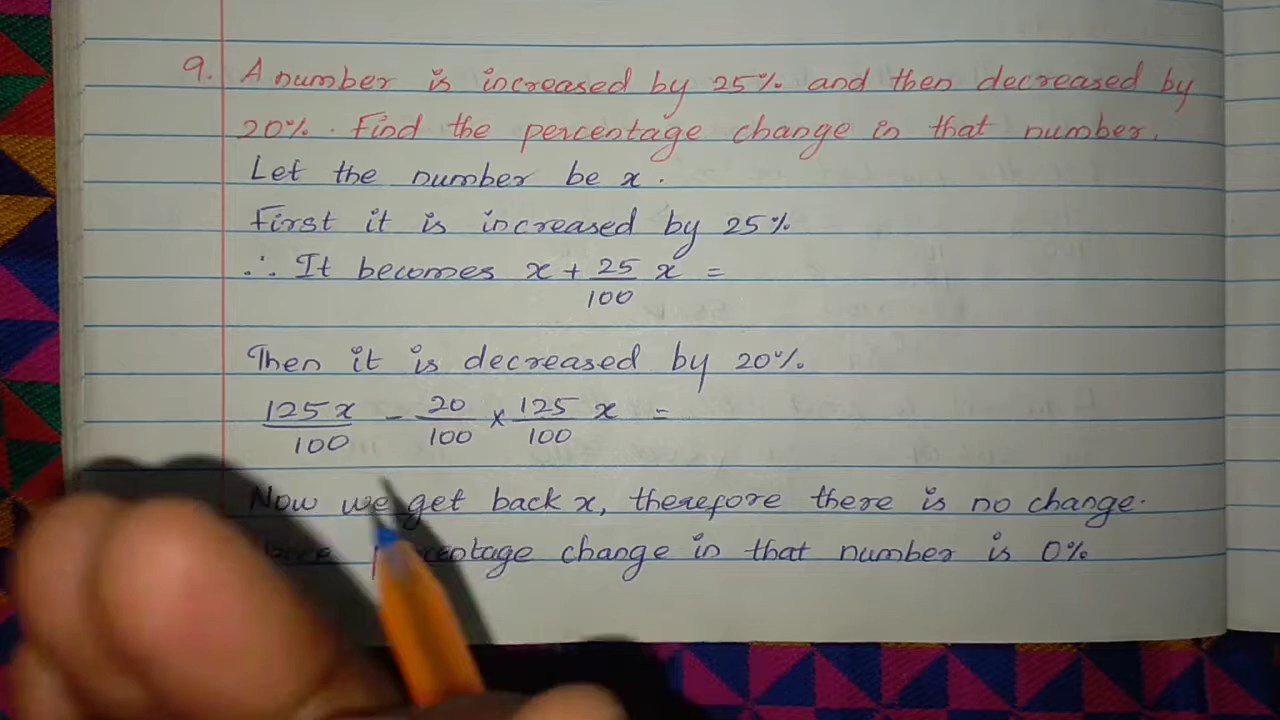 9. A number is increased by 25% and then decreased by
20%. Find the percentage change in that number.
Let the number be x.
First it is increased by 25%
∴ It becomes x + 25/100 x =
Then it is decreased by 20%.
125x/100 - 20/100 × 125/100 x =
Now we get back x, therefore there is no change.
percentage change in that number is 0%